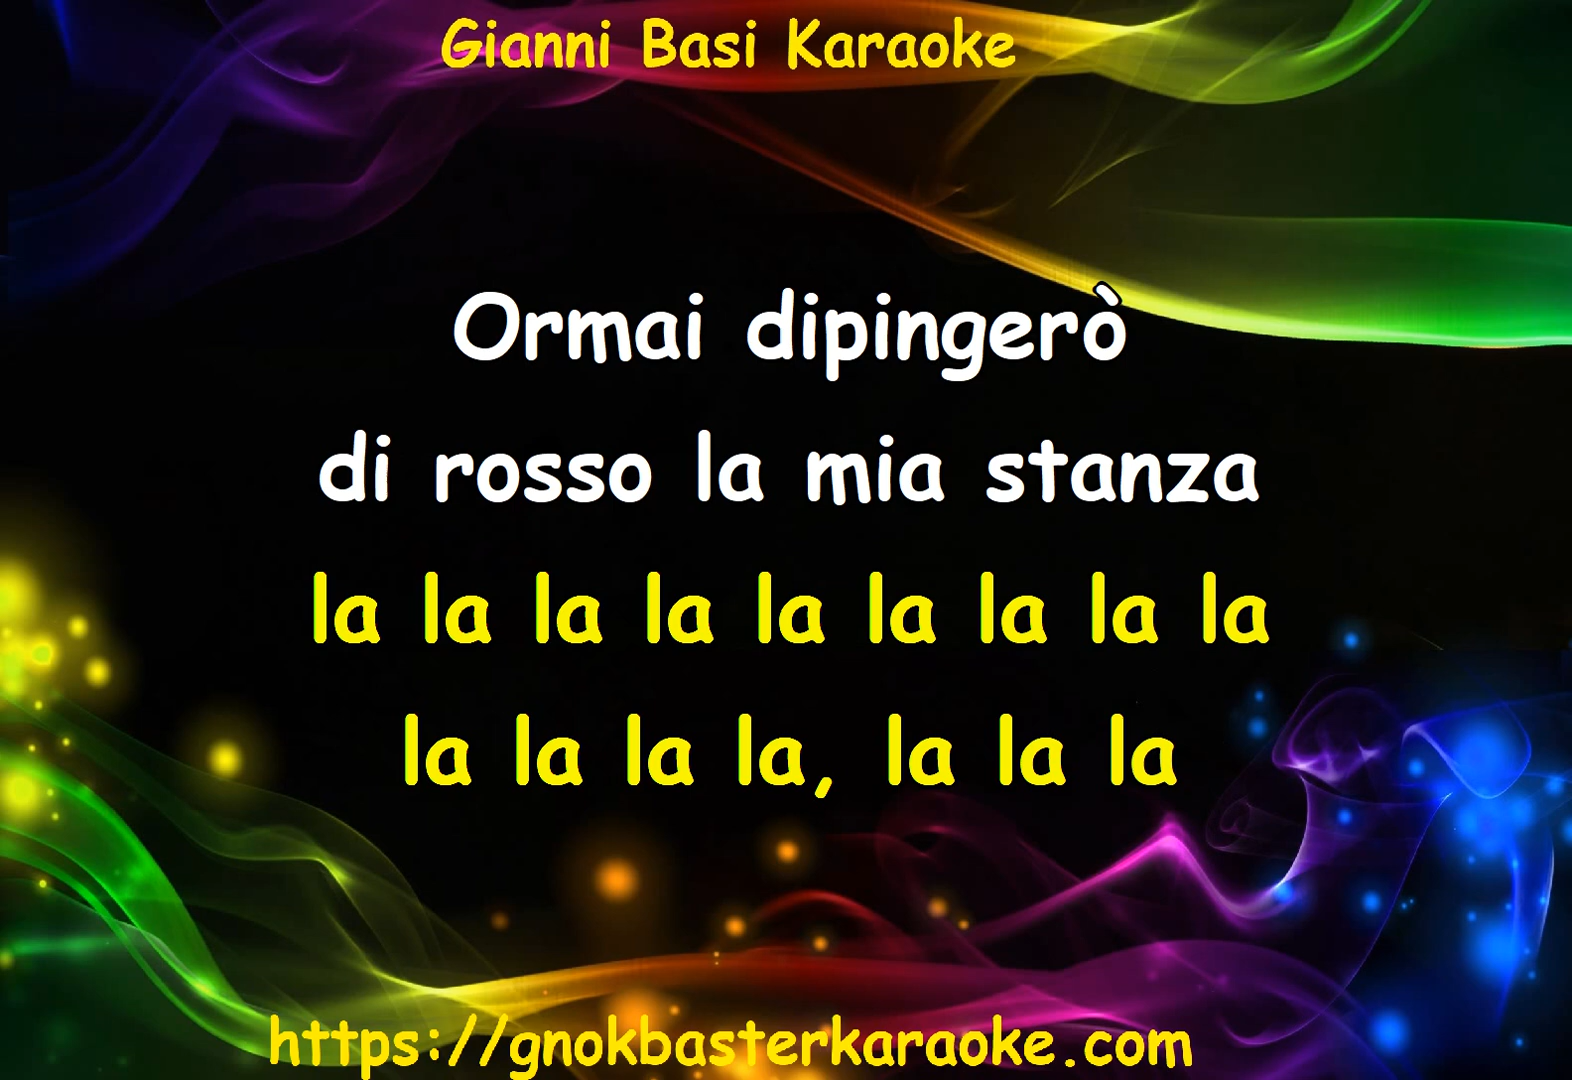 Gianni Basi Karaoke
Ormai dipingerò
di rosso la mia stanza
la la la la la la la la la
la la la la, la la la
https://gnokbasterkaraoke.com